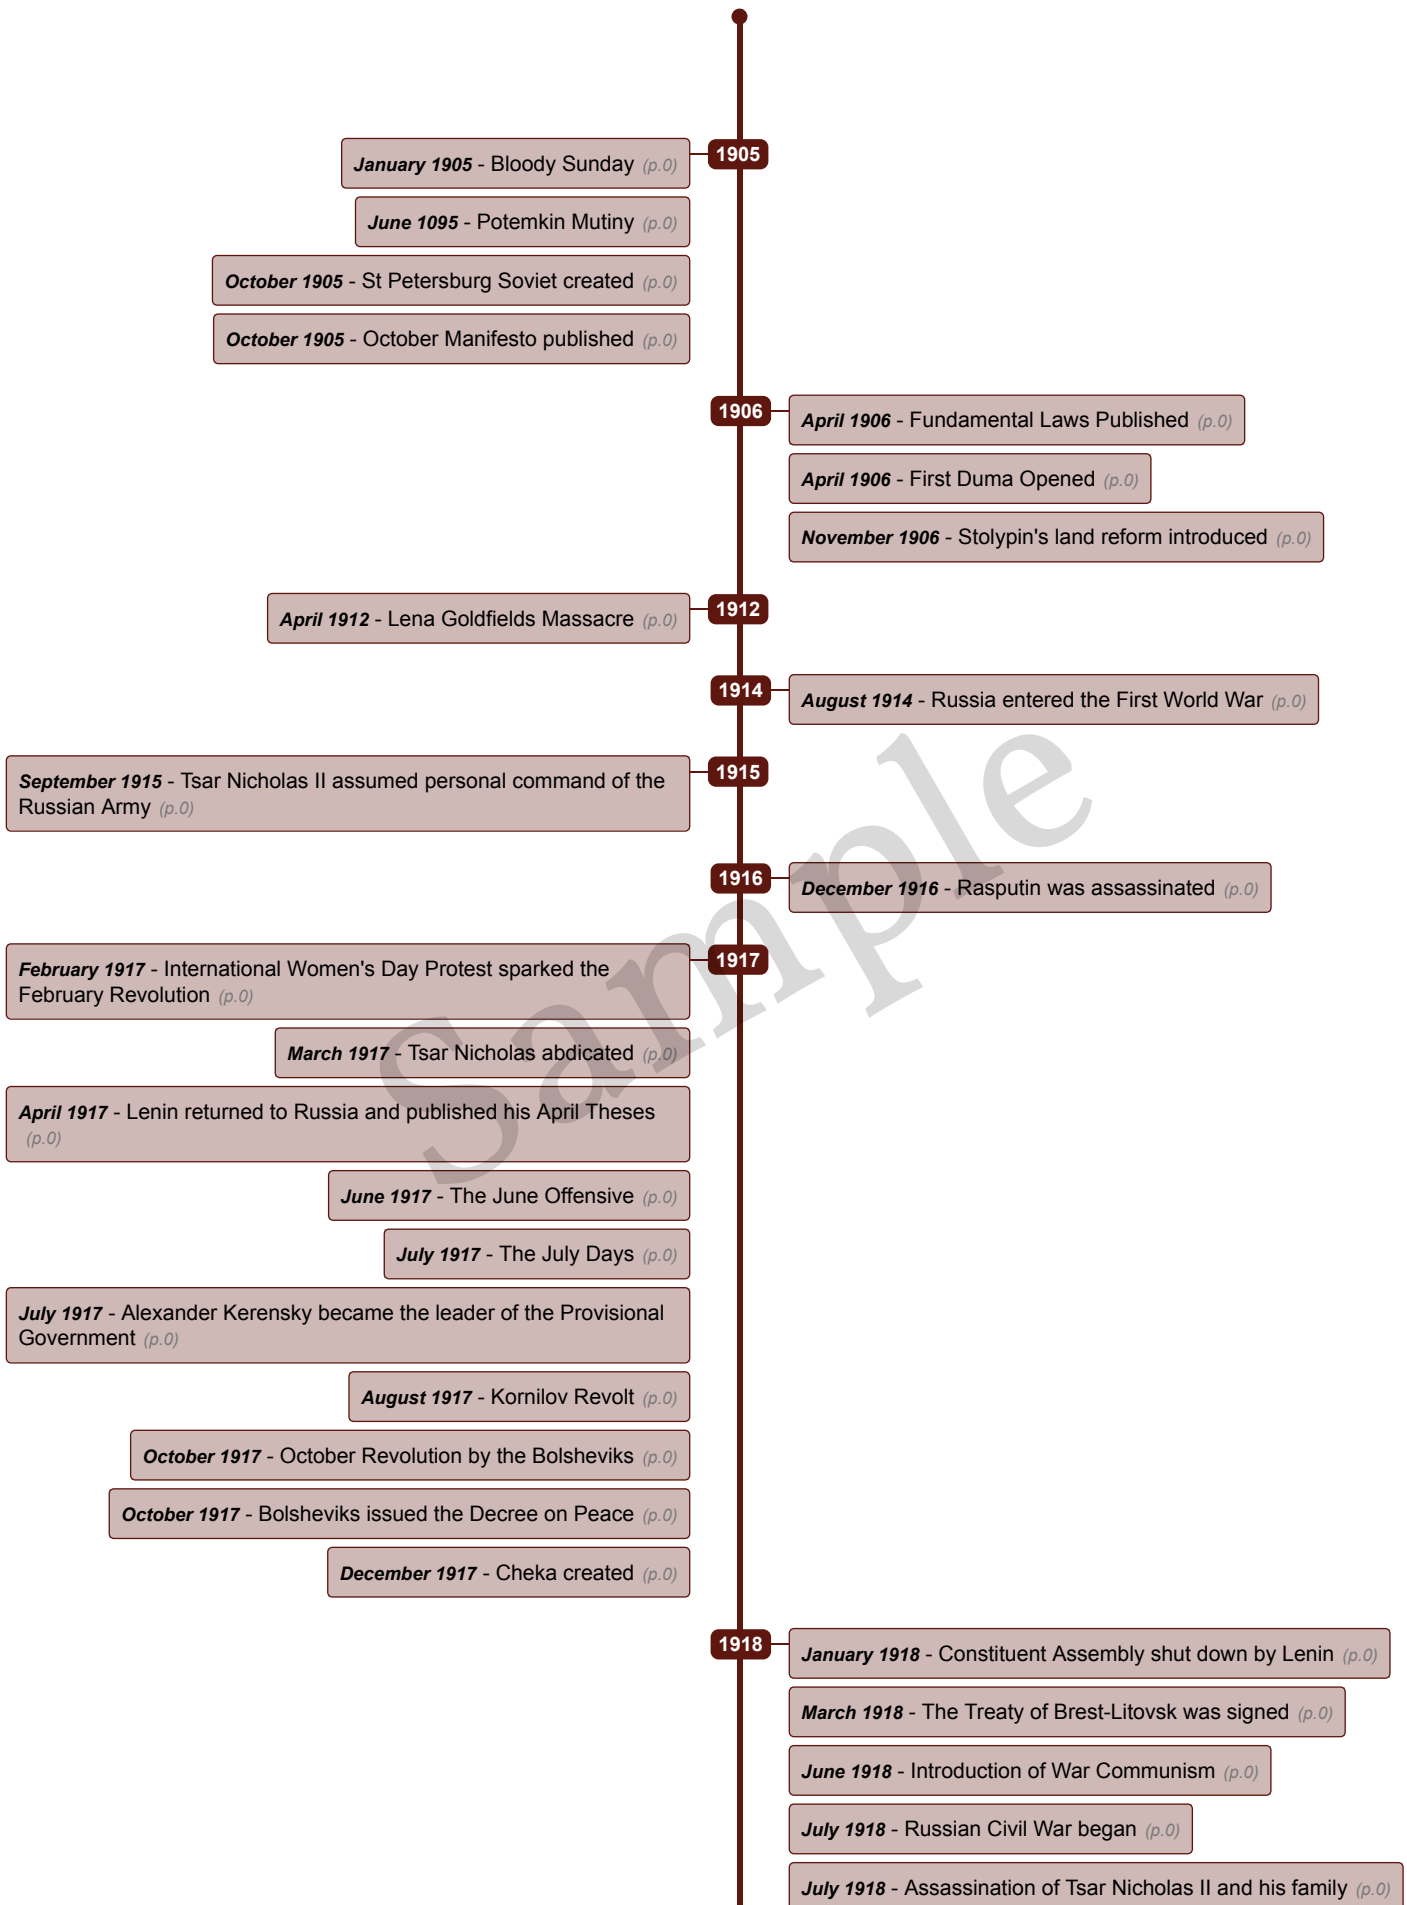 1905
January 1905 - Bloody Sunday (p.0)
June 1095 - Potemkin Mutiny (p.0)
October 1905 - St Petersburg Soviet created (p.0)
October 1905 - October Manifesto published (p.0)
1906
April 1906 - Fundamental Laws Published (p.0)
April 1906 - First Duma Opened (p.0)
November 1906 - Stolypin's land reform introduced (p.0)
1912
April 1912 - Lena Goldfields Massacre (p.0)
1914
August 1914 - Russia entered the First World War (p.0)
1915
September 1915 - Tsar Nicholas II assumed personal command of the
Russian Army (p.0)
1916
December 1916 - Rasputin was assassinated (p.0)
1917
February 1917 - International Women's Day Protest sparked the
February Revolution (p.0)
March 1917 - Tsar Nicholas abdicated (p.0)
April 1917 - Lenin returned to Russia and published his April Theses
(p.0)
June 1917 - The June Offensive (p.0)
July 1917 - The July Days (p.0)
July 1917 - Alexander Kerensky became the leader of the Provisional
Government (p.0)
August 1917 - Kornilov Revolt (p.0)
October 1917 - October Revolution by the Bolsheviks (p.0)
October 1917 - Bolsheviks issued the Decree on Peace (p.0)
December 1917 - Cheka created (p.0)
1918
January 1918 - Constituent Assembly shut down by Lenin (p.0)
March 1918 - The Treaty of Brest-Litovsk was signed (p.0)
June 1918 - Introduction of War Communism (p.0)
July 1918 - Russian Civil War began (p.0)
July 1918 - Assassination of Tsar Nicholas II and his family (p.0)
Sample